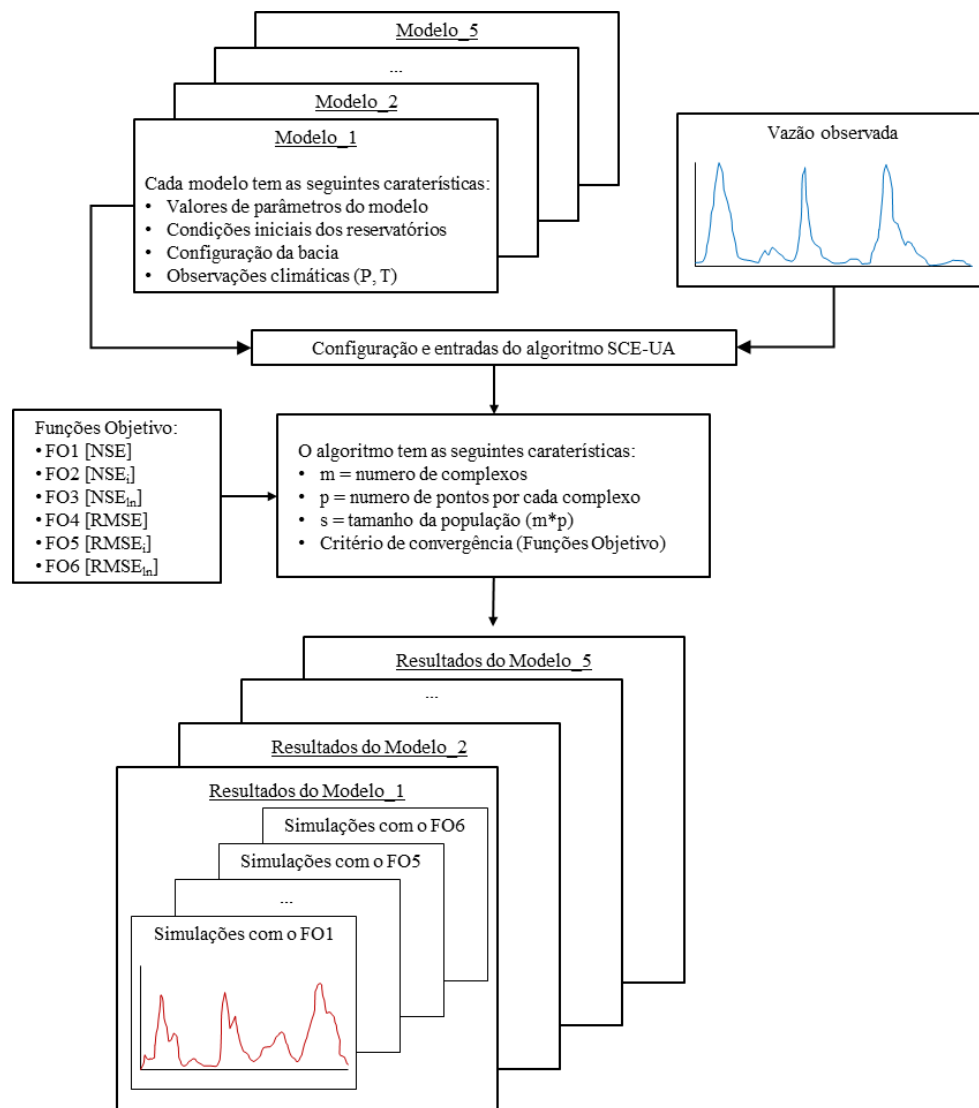 Modelo_5
...
Modelo_2
Modelo_1
Cada modelo tem as seguintes caraterísticas:
• Valores de parâmetros do modelo
• Condições iniciais dos reservatórios
• Configuração da bacia
• Observações climáticas (P, T)
Vazão observada
Configuração e entradas do algoritmo SCE-UA
Funções Objetivo:
• FO1 [NSE]
• FO2 [NSEi]
• FO3 [NSEln]
• FO4 [RMSE]
• FO5 [RMSEi]
• FO6 [RMSEln]
O algoritmo tem as seguintes caraterísticas:
• m = numero de complexos
• p = numero de pontos por cada complexo
• s = tamanho da população (m*p)
• Critério de convergência (Funções Objetivo)
Resultados do Modelo_5
...
Resultados do Modelo_2
Resultados do Modelo_1
Simulações com o FO6
Simulações com o FO5
...
Simulações com o FO1